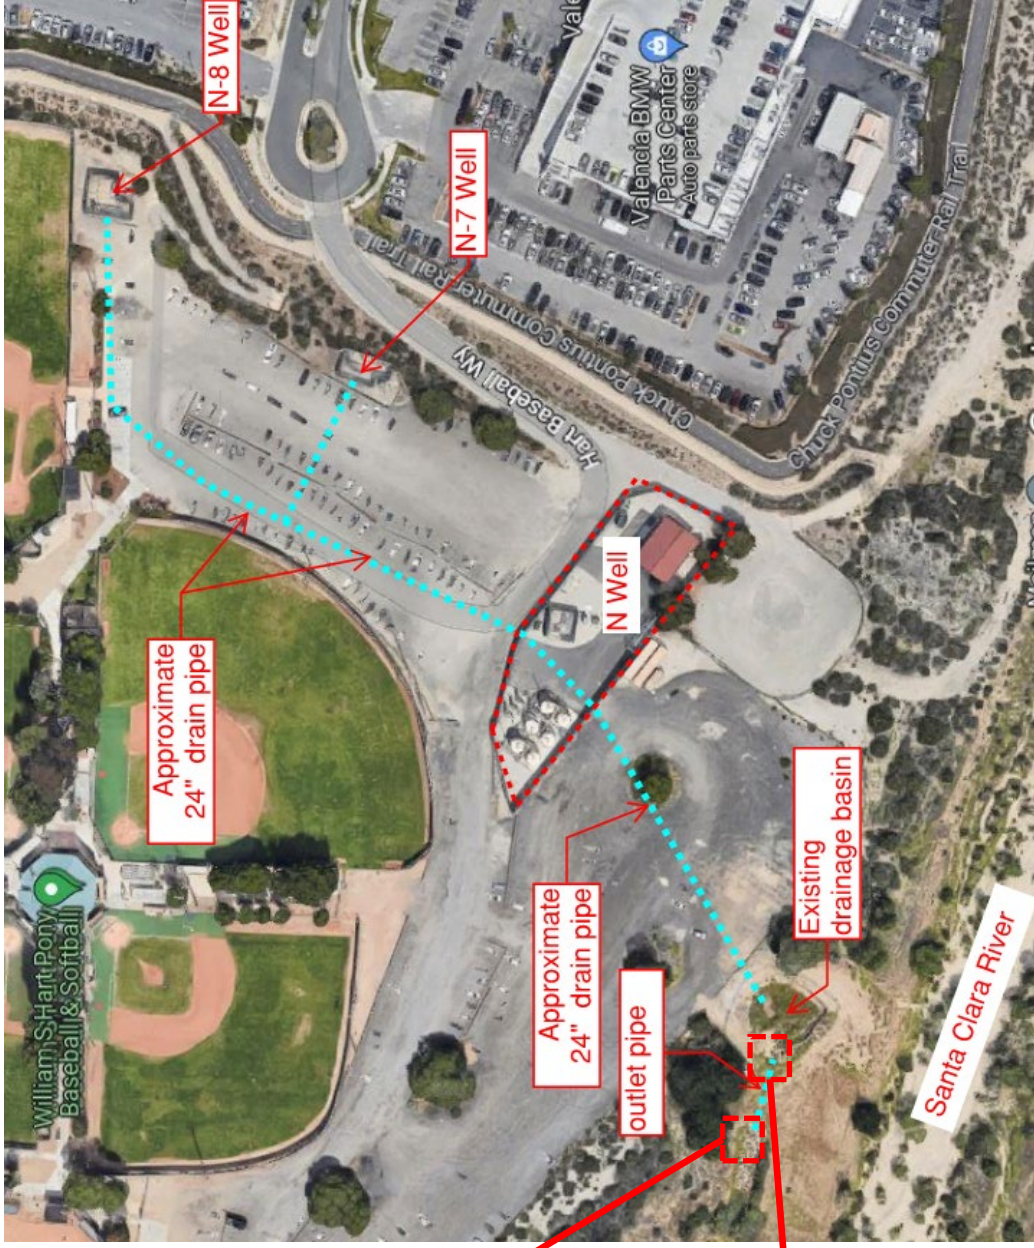 N-8 Well
N-7 Well
Valencia BMW
Parts Center
Auto parts store
Hart Baseball Wy
Chuck Pontius Commuter Rail Trail
Chuck Pontius Commuter Rail Trail
N Well
Approximate
24" drain pipe
William S Hart Pony
Baseball & Softball
Approximate
24" drain pipe
outlet pipe
Existing
drainage basin
Santa Clara River